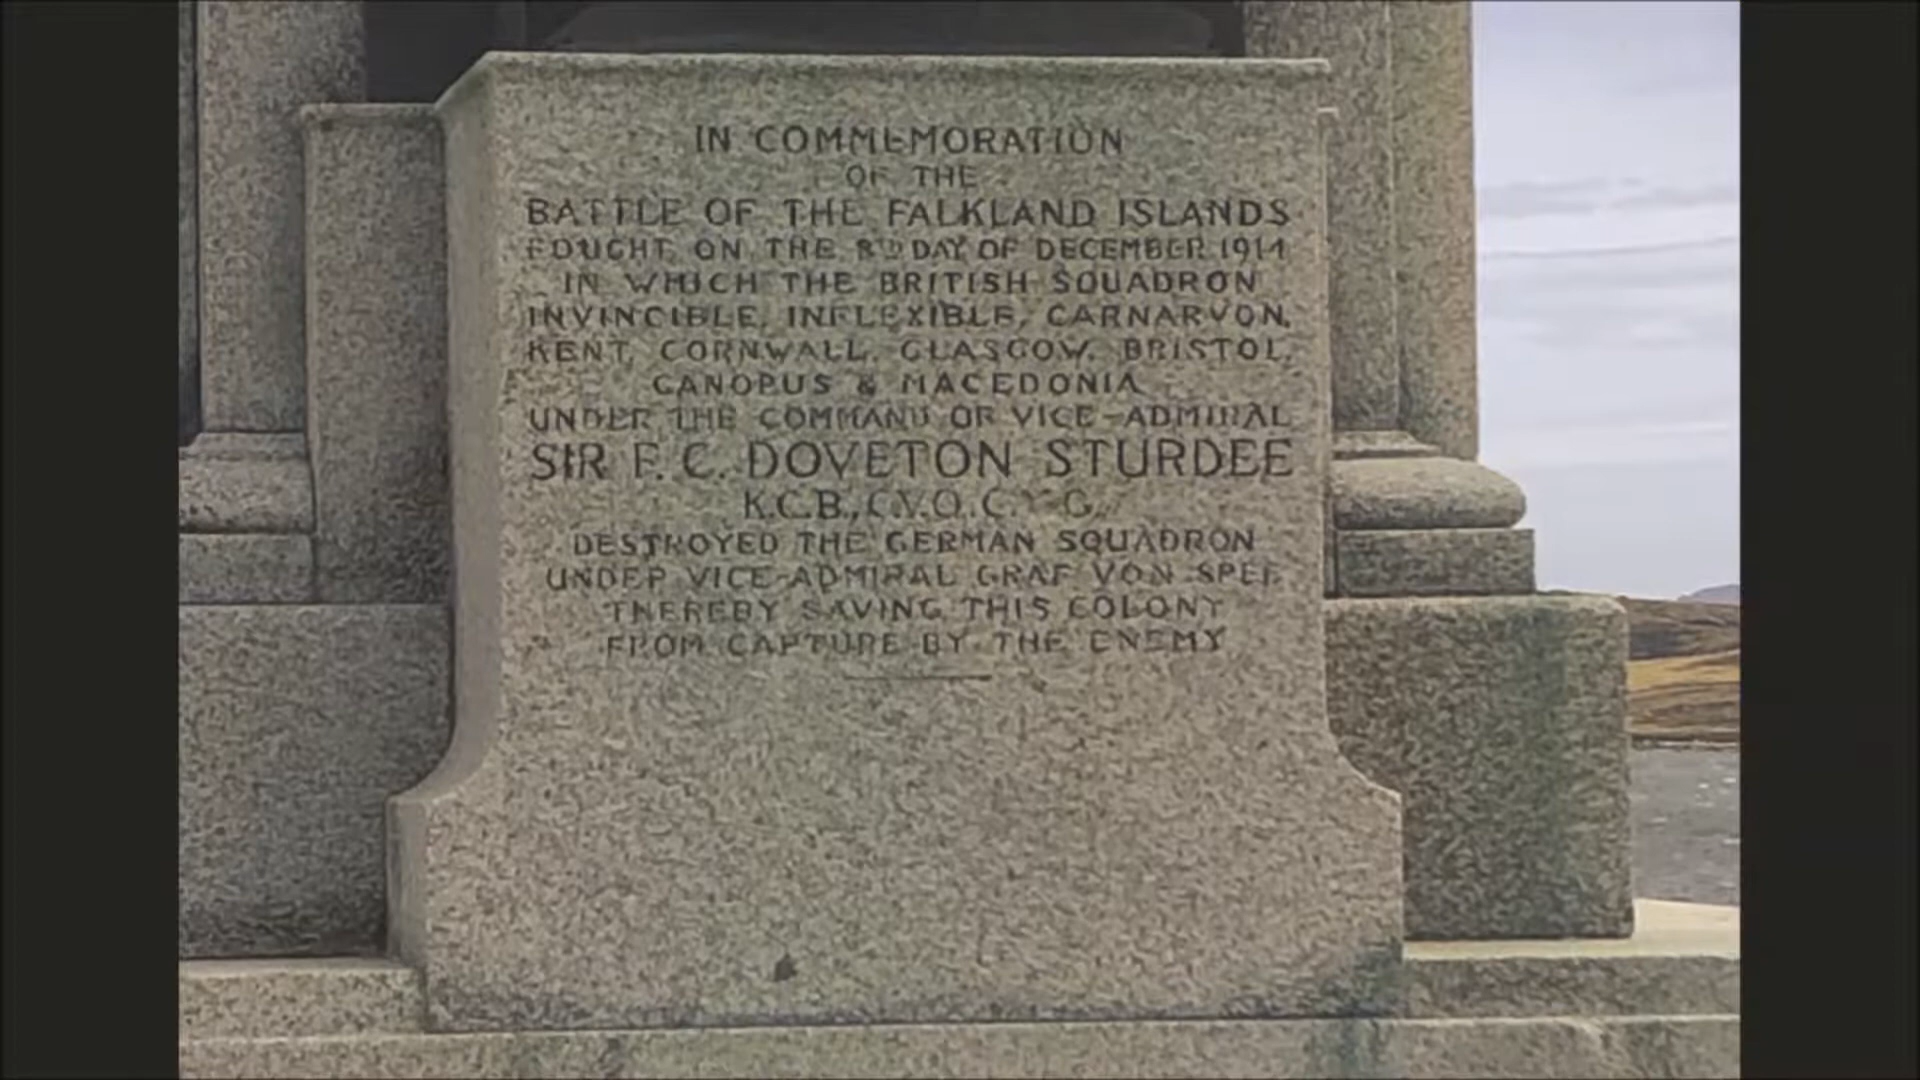 IN COMMEMORATION
OF THE
BATTLE OF THE FALKLAND ISLANDS
FOUGHT ON THE 8TH DAY OF DECEMBER 1914
IN WHICH THE BRITISH SQUADRON
INVINCIBLE, INFLEXIBLE, CARNARVON,
KENT, CORNWALL, GLASGOW, BRISTOL,
CANOPUS & MACEDONIA
UNDER THE COMMAND OF VICE-ADMIRAL
SIR F. C. DOVETON STURDEE
K.C.B., C.V.O., C.M.G.
DESTROYED THE GERMAN SQUADRON
UNDER VICE-ADMIRAL GRAF VON SPEE
THEREBY SAVING THIS COLONY
FROM CAPTURE BY THE ENEMY